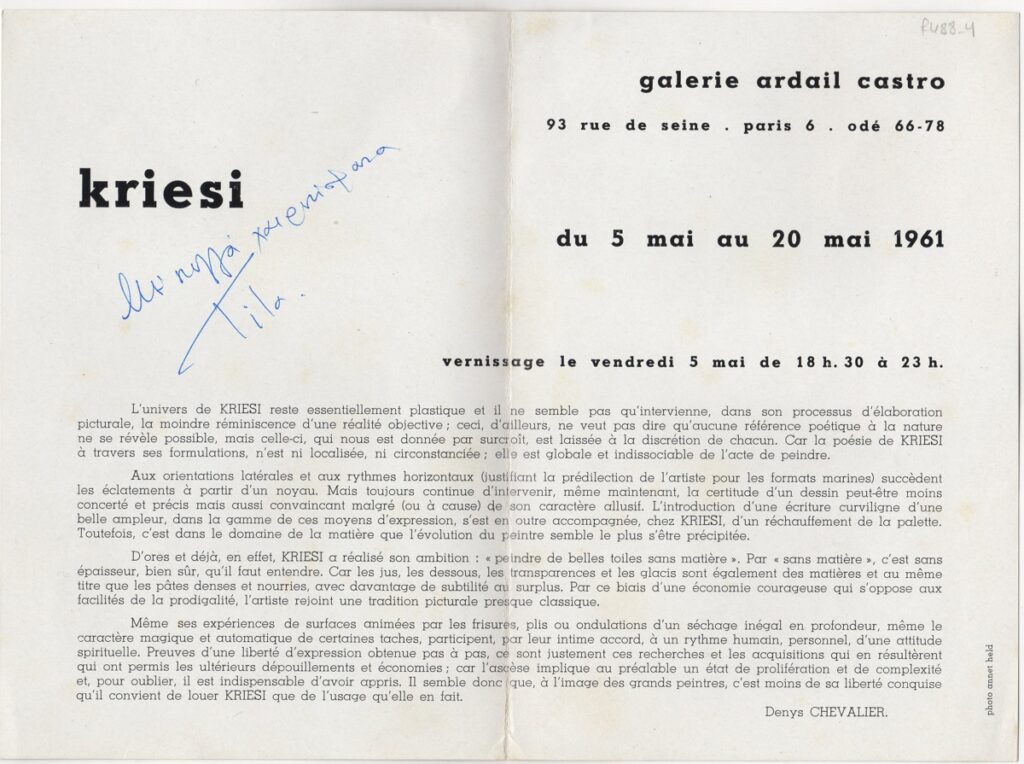 galerie ardail castro
93 rue de seine . paris 6 . odé 66-78
kriesi
Με πολλά
du 5 mai au 20 mai 1961
vernissage le vendredi 5 mai de 18 h. 30 à 23 h.
L'univers de KRIESI reste essentiellement plastique et il ne semble pas qu'intervienne, dans son processus d'élaboration
picturale, la moindre réminiscence d'une réalité objective ; ceci, d'ailleurs, ne veut pas dire qu'aucune référence poétique à la nature
ne se révèle possible, mais celle-ci, qui nous est donnée par surcroît, est laissée à la discrétion de chacun. Car la poésie de KRIESI
à travers ses formulations, n'est ni localisée, ni circonstanciée ; elle est globale et indissociable de l'acte de peindre.
Aux orientations latérales et aux rythmes horizontaux (justifiant la prédilection de l'artiste pour les formats marines) succèdent
les éclatements à partir d'un noyau. Mais toujours continue d'intervenir, même maintenant, la certitude d'un dessin peut-être moins
concerté et précis mais aussi convaincant malgré (ou à cause) de son caractère allusif. L'introduction d'une écriture curviligne d'une
belle ampleur, dans la gamme de ces moyens d'expression, s'est en outre accompagnée, chez KRIESI, d'un réchauffement de la palette.
Toutefois, c'est dans le domaine de la matière que l'évolution du peintre semble le plus s'être précipitée.
D'ores et déjà, en effet, KRIESI a réalisé son ambition : « peindre de belles toiles sans matière ». Par « sans matière », c'est sans
épaisseur, bien sûr, qu'il faut entendre. Car les jus, les dessous, les transparences et les glacis sont également des matières et au même
titre que les pâtes denses et nourries, avec davantage de subtilité au surplus. Par ce biais d'une économie courageuse qui s'oppose aux
facilités de la prodigalité, l'artiste rejoint une tradition picturale presque classique.
Même ses expériences de surfaces animées par les frisures, plis ou ondulations d'un séchage inégal en profondeur, même le
caractère magique et automatique de certaines taches, participent, par leur intime accord, à un rythme humain, personnel, d'une attitude
spirituelle. Preuves d'une liberté d'expression obtenue pas à pas, ce sont justement ces recherches et les acquisitions qui en résultèrent
qui ont permis les ultérieurs dépouillements et économies ; car l'ascèse implique au préalable un état de prolifération et de complexité
et, pour oublier, il est indispensable d'avoir appris. Il semble donc que, à l'image des grands peintres, c'est moins de sa liberté conquise
qu'il convient de louer KRIESI que de l'usage qu'elle en fait.
Denys CHEVALIER.
photo annet held